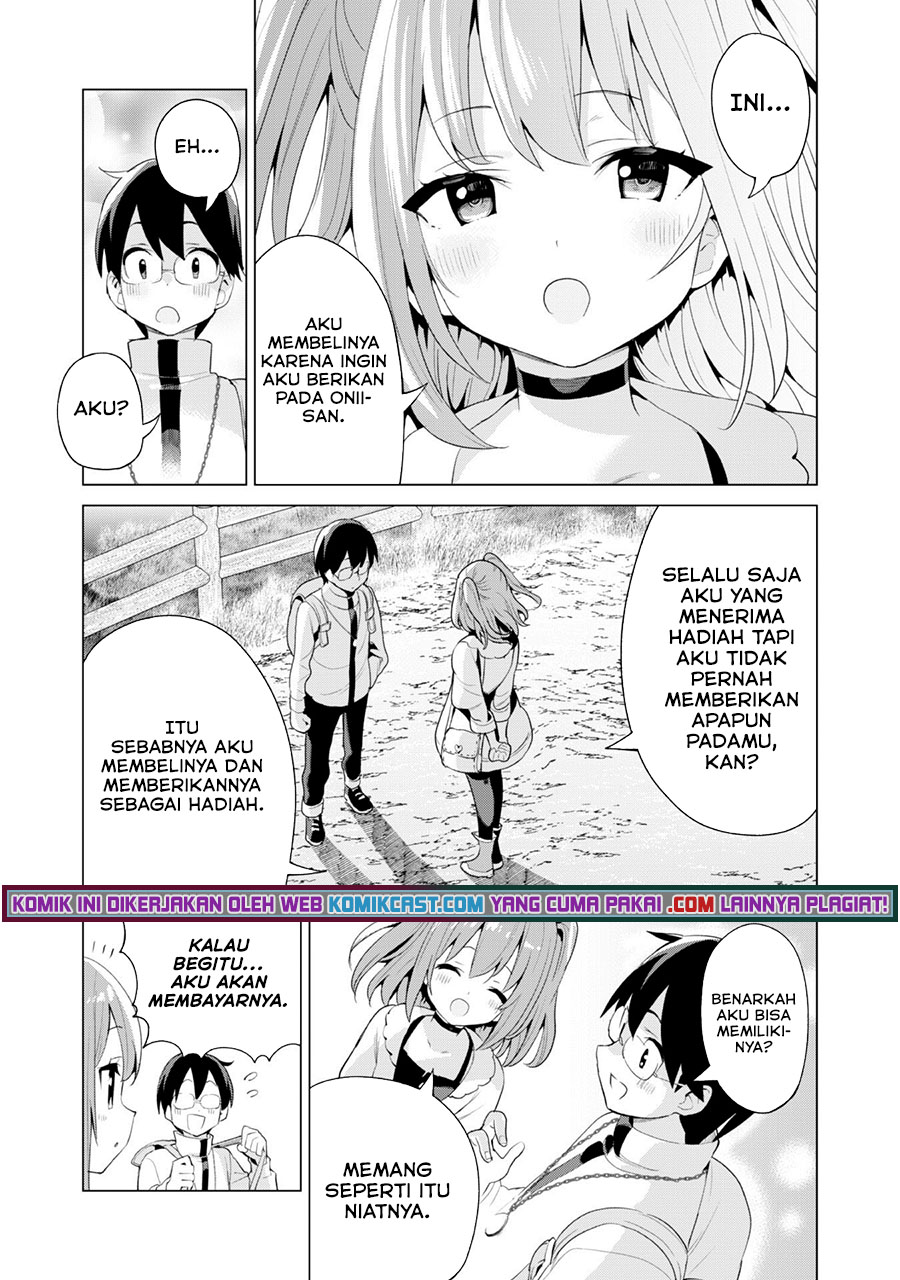 INI...
AKU
MEMBELINYA
KARENA INGIN
AKU BERIKAN
PADA ONII-
SAN.
EH...
AKU?
SELALU SAJA
AKU YANG
MENERIMA
HADIAH TAPI
AKU TIDAK
PERNAH
MEMBERIKAN
APAPUN
PADAMU,
KAN?
ITU
SEBABNYA AKU
MEMBELINYA DAN
MEMBERIKANNYA
SEBAGAI HADIAH.
KOMIK INI DIKERJAKAN OLEH WEB KOMIKCAST.COM YANG CUMA PAKAI .COM LAINNYA PLAGIAT!
BENARKAH
AKU BISA
MEMILIKI-
NYA?
MEMANG
SEPERTI ITU
NIATNYA.
KALAU
BEGITU...
AKU AKAN
MEMBAYARNYA.